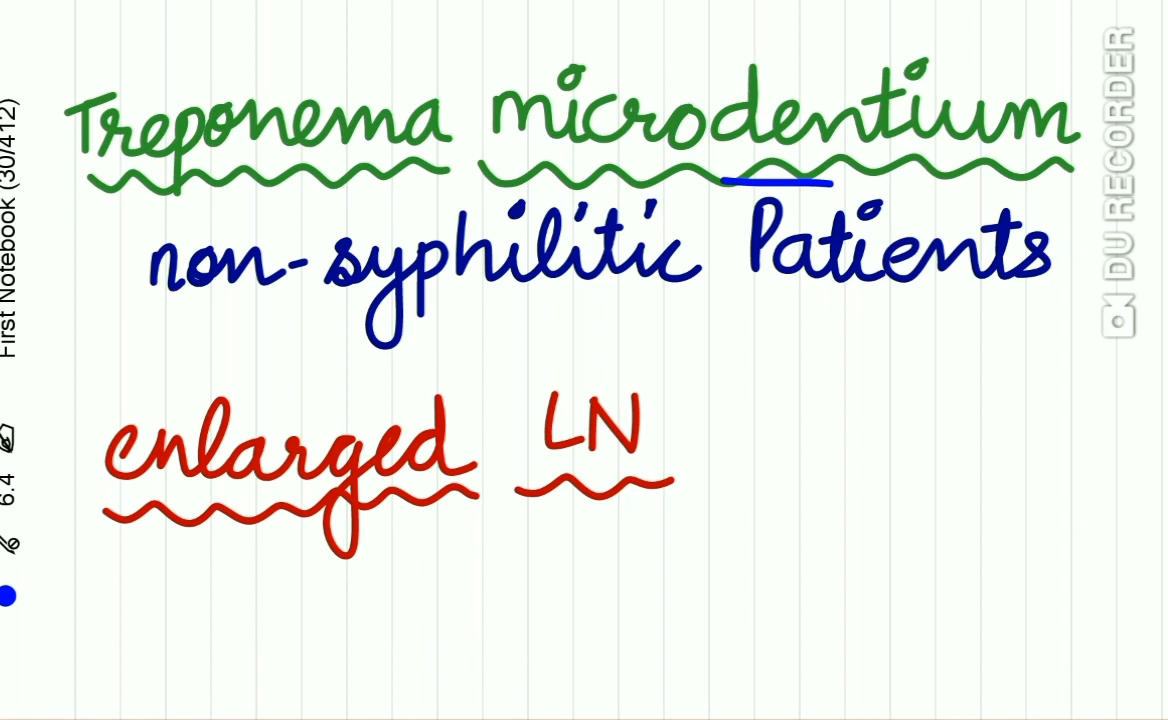 Treponema microdentium
non-syphilitic Patients
enlarged LN
First Notebook (30/412)
6.4
DU RECORDER